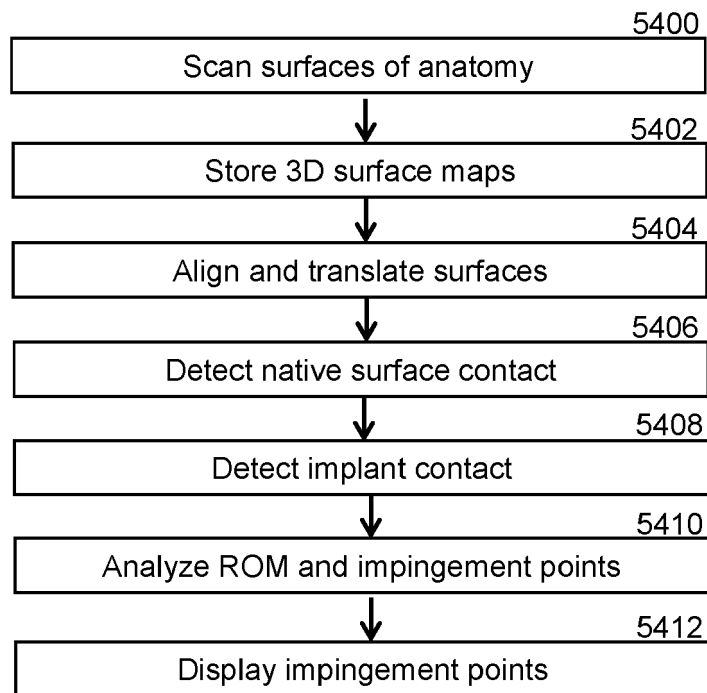 5400
Scan surfaces of anatomy
5402
Store 3D surface maps
5404
Align and translate surfaces
5406
Detect native surface contact
5408
Detect implant contact
5410
Analyze ROM and impingement points
5412
Display impingement points